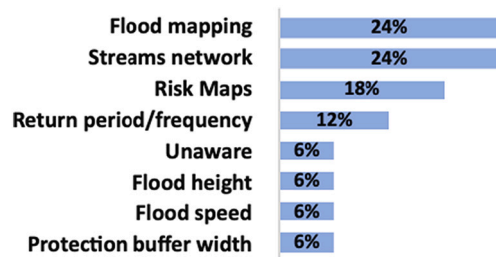 Flood mapping 24%
Streams network 24%
Risk Maps 18%
Return period/frequency 12%
Unaware 6%
Flood height 6%
Flood speed 6%
Protection buffer width 6%